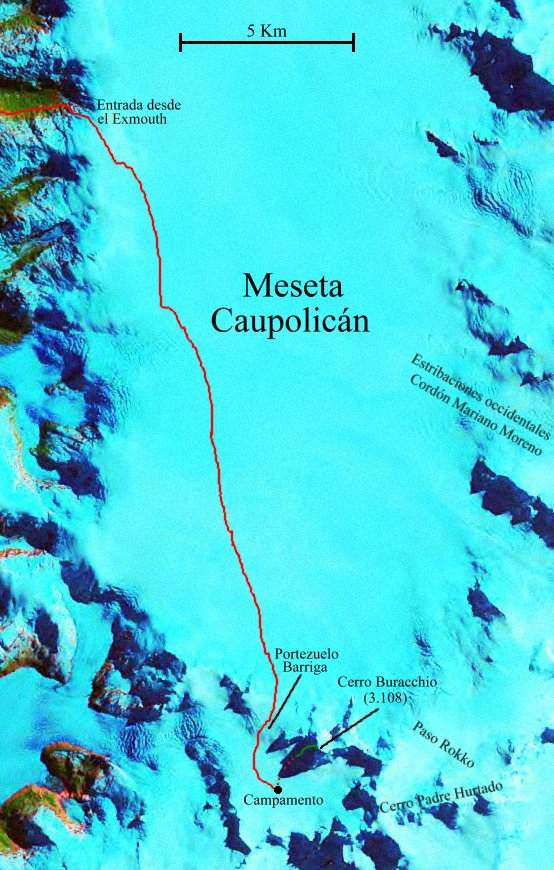 5 Km
Entrada desde
el Exmouth
Meseta
Caupolicán
Estribaciones occidentales
Cordón Mariano Moreno
Portezuelo
Barriga
Cerro Buracchio
(3.108)
Paso Rokko
Campamento
Cerro Padre Hurtado